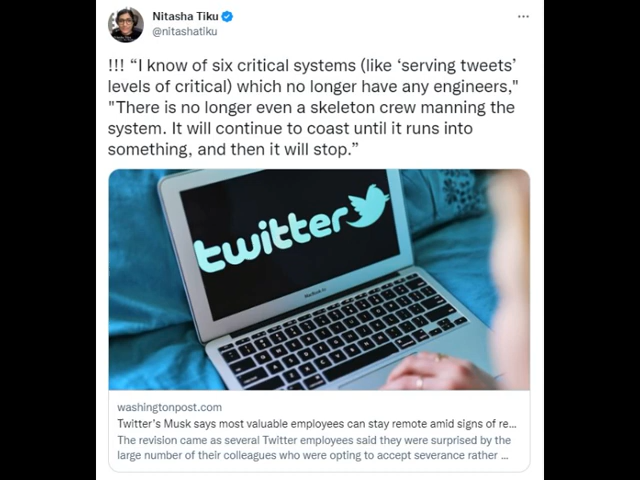 Nitasha Tiku
@nitashatiku
!!! “I know of six critical systems (like ‘serving tweets’
levels of critical) which no longer have any engineers,"
"There is no longer even a skeleton crew manning the
system. It will continue to coast until it runs into
something, and then it will stop.”
twitter
MacBook Air
washingtonpost.com
Twitter’s Musk says most valuable employees can stay remote amid signs of re...
The revision came as several Twitter employees said they were surprised by the
large number of their colleagues who were opting to accept severance rather ...